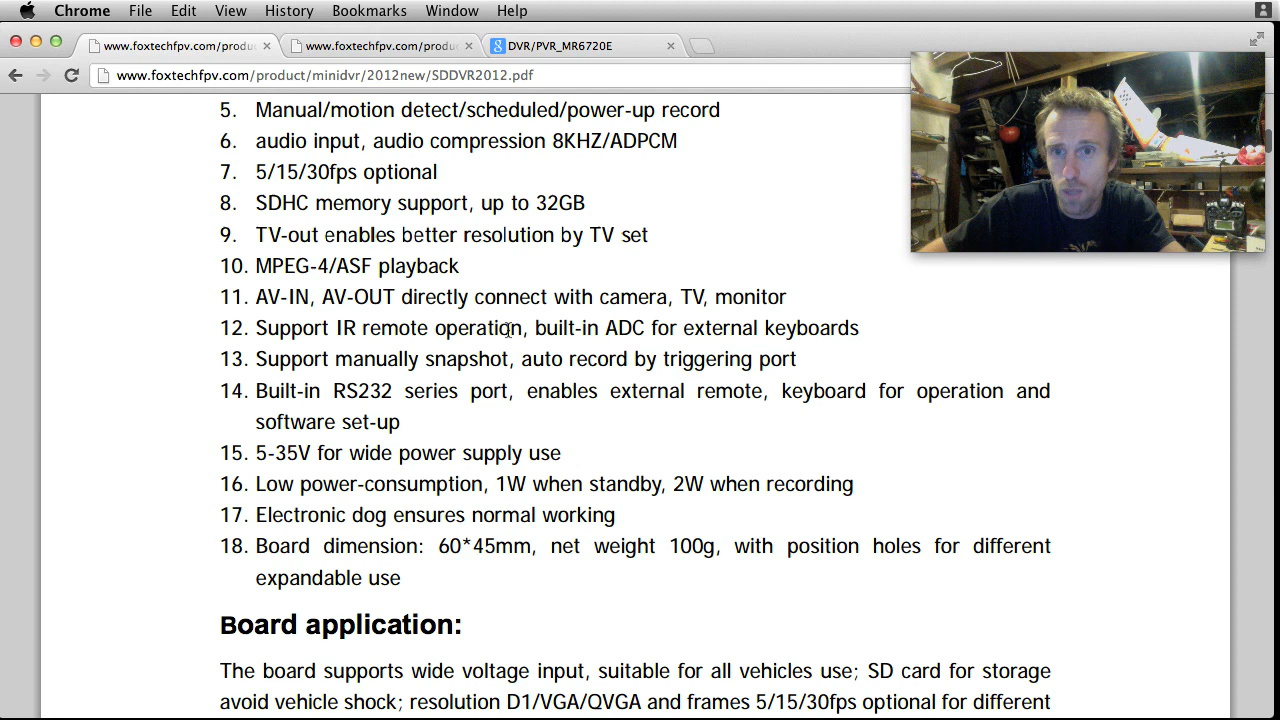 Chrome File Edit View History Bookmarks Window Help
www.foxtechfpv.com/produ × www.foxtechfpv.com/produ × DVR/PVR_MR6720E ×
www.foxtechfpv.com/product/minidvr/2012new/SDDVR2012.pdf
5. Manual/motion detect/scheduled/power-up record
6. audio input, audio compression 8KHZ/ADPCM
7. 5/15/30fps optional
8. SDHC memory support, up to 32GB
9. TV-out enables better resolution by TV set
10. MPEG-4/ASF playback
11. AV-IN, AV-OUT directly connect with camera, TV, monitor
12. Support IR remote operation, built-in ADC for external keyboards
13. Support manually snapshot, auto record by triggering port
14. Built-in RS232 series port, enables external remote, keyboard for operation and
software set-up
15. 5-35V for wide power supply use
16. Low power-consumption, 1W when standby, 2W when recording
17. Electronic dog ensures normal working
18. Board dimension: 60*45mm, net weight 100g, with position holes for different
expandable use
Board application:
The board supports wide voltage input, suitable for all vehicles use; SD card for storage
avoid vehicle shock; resolution D1/VGA/QVGA and frames 5/15/30fps optional for different